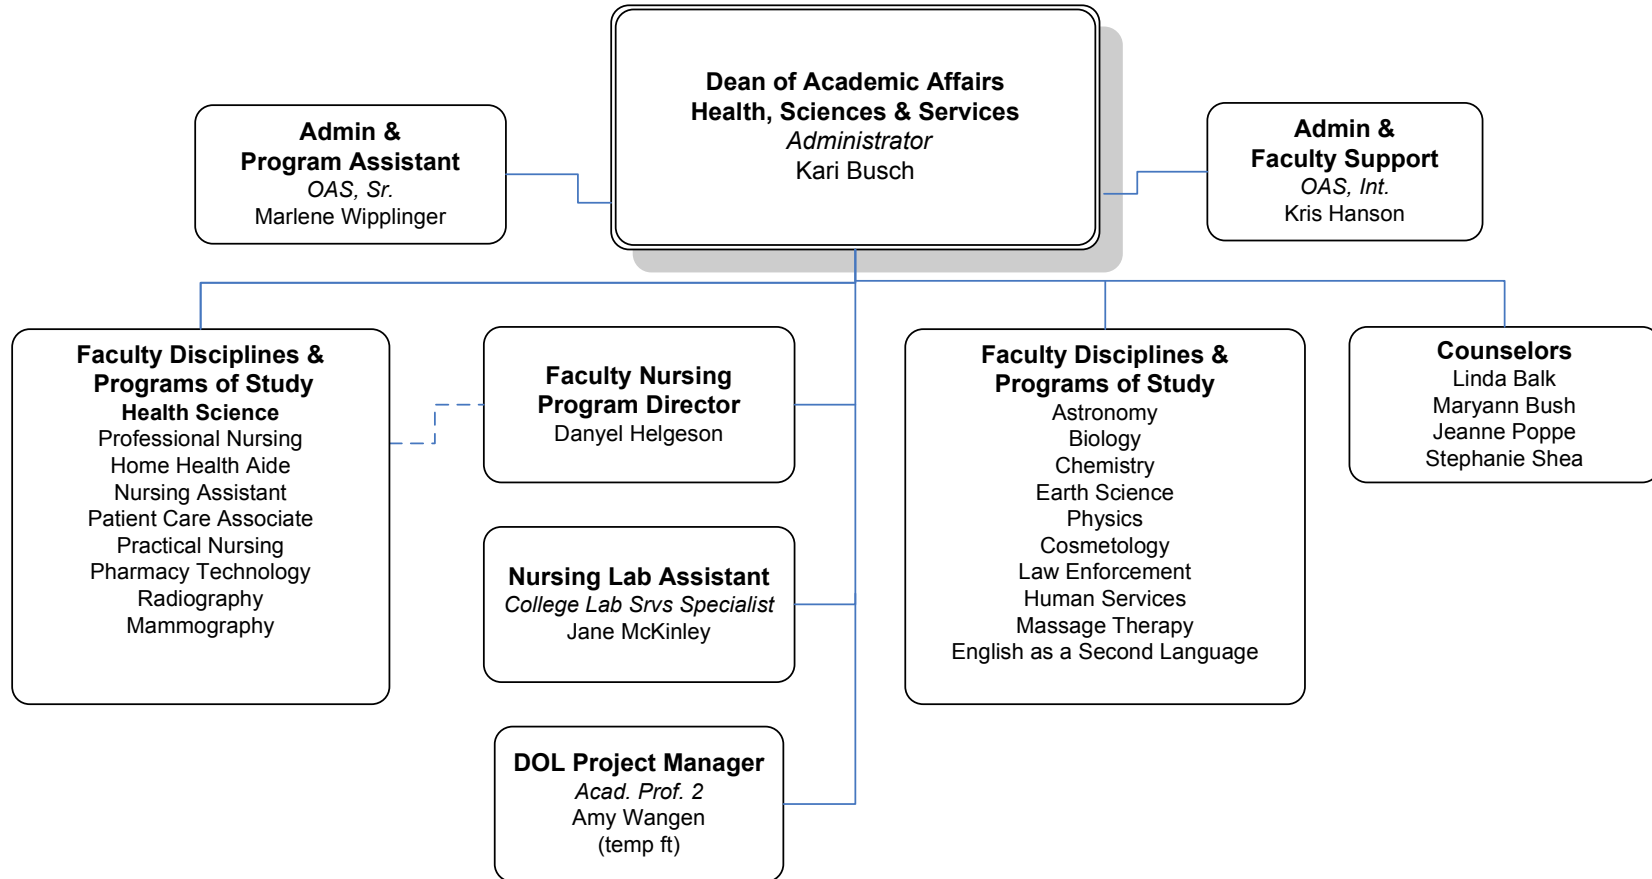 Dean of Academic Affairs
Health, Sciences & Services
Administrator
Kari Busch
Admin &
Program Assistant
OAS, Sr.
Marlene Wipplinger
Admin &
Faculty Support
OAS, Int.
Kris Hanson
Faculty Disciplines &
Programs of Study
Health Science
Professional Nursing
Home Health Aide
Nursing Assistant
Patient Care Associate
Practical Nursing
Pharmacy Technology
Radiography
Mammography
Faculty Nursing
Program Director
Danyel Helgeson
Nursing Lab Assistant
College Lab Srvs Specialist
Jane McKinley
DOL Project Manager
Acad. Prof. 2
Amy Wangen
(temp ft)
Faculty Disciplines &
Programs of Study
Astronomy
Biology
Chemistry
Earth Science
Physics
Cosmetology
Law Enforcement
Human Services
Massage Therapy
English as a Second Language
Counselors
Linda Balk
Maryann Bush
Jeanne Poppe
Stephanie Shea